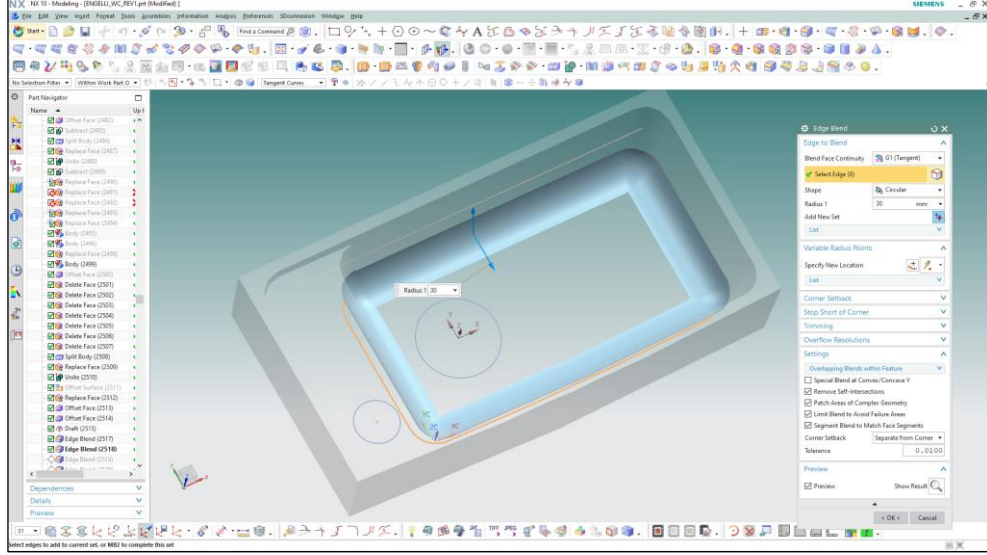 NX NX 10 - Modeling - [ENGELLI_WC_REV1.prt (Modified) ]
SIEMENS
File Edit View Insert Format Tools Assemblies Information Analysis Preferences 3Dconnexion Window Help
Start
Find a Command
No Selection Filter
Within Work Part O
Tangent Curves
Part Navigator
Name
Offset Face (2482)
Subtract (2485)
Split Body (2486)
Replace Face (2487)
Unite (2488)
Subtract (2489)
Replace Face (2490)
Replace Face (2491)
Replace Face (2492)
Replace Face (2493)
Replace Face (2494)
Body (2495)
Body (2496)
Replace Face (2498)
Body (2499)
Offset Face (2500)
Delete Face (2501)
Delete Face (2502)
Delete Face (2503)
Delete Face (2504)
Delete Face (2505)
Delete Face (2506)
Delete Face (2507)
Split Body (2508)
Replace Face (2509)
Unite (2510)
Offset Surface (2511)
Replace Face (2512)
Offset Face (2513)
Offset Face (2514)
Draft (2515)
Edge Blend (2517)
Edge Blend (2518)
Edge Blend (2519)
Dependencies
Details
Preview
Radius 1 30
Y
Z
X
YC
ZC
XC
Edge Blend
Edge to Blend
Blend Face Continuity
G1 (Tangent)
Select Edge (8)
Shape
Circular
Radius 1
30 mm
Add New Set
List
Variable Radius Points
Specify New Location
List
Corner Setback
Stop Short of Corner
Trimming
Overflow Resolutions
Settings
Overlapping Blends within Feature
Special Blend at Convex/Concave Y
Remove Self-Intersections
Patch Areas of Complex Geometry
Limit Blend to Avoid Failure Areas
Segment Blend to Match Face Segments
Corner Setback
Separate from Corner
Tolerance
0.0100
Preview
Preview
Show Result
< OK >
Cancel
31
TIFF
JPEG
Select edges to add to current set, or MB2 to complete this set